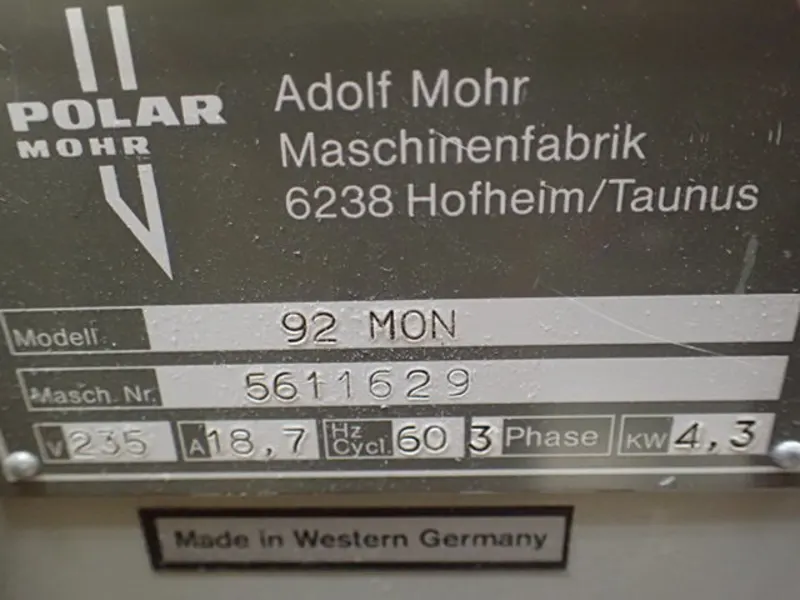 POLAR
MOHR
Adolf Mohr
Maschinenfabrik
6238 Hofheim/Taunus
Modell 92 MON
Masch. Nr. 5611629
V 235 A 18,7 Hz Cycl. 60 3 Phase KW 4,3
Made in Western Germany